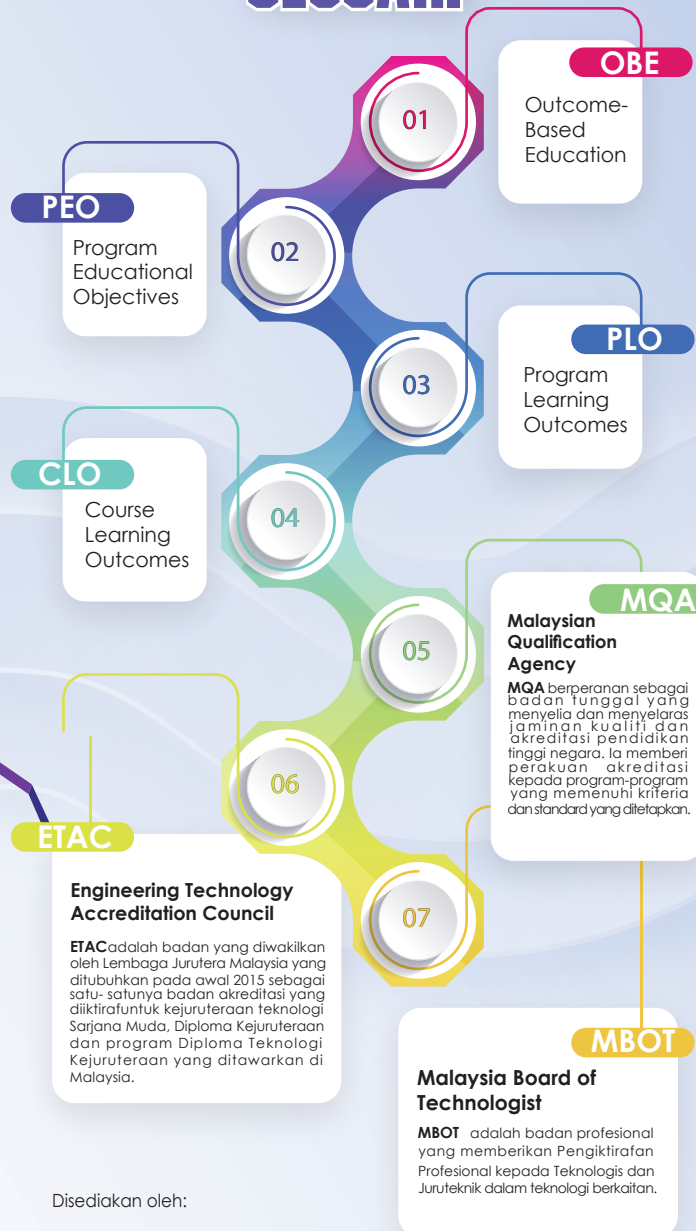 01
OBE
Outcome-
Based
Education
PEO
Program
Educational
Objectives
02
PLO
Program
Learning
Outcomes
03
CLO
Course
Learning
Outcomes
04
MQA
Malaysian
Qualification
Agency
MQA berperanan sebagai
badan tunggal yang
menyelia dan menyelaras
jaminan kualiti dan
akreditasi pendidikan
tinggi negara. Ia memberi
perakuan akreditasi
kepada program-program
yang memenuhi kriteria
dan standard yang ditetapkan.
05
06
ETAC
Engineering Technology
Accreditation Council
ETACadalah badan yang diwakilkan
oleh Lembaga Jurutera Malaysia yang
ditubuhkan pada awal 2015 sebagai
satu- satunya badan akreditasi yang
diiktirafuntuk kejuruteraan teknologi
Sarjana Muda, Diploma Kejuruteraan
dan program Diploma Teknologi
Kejuruteraan yang ditawarkan di
Malaysia.
07
MBOT
Malaysia Board of
Technologist
MBOT adalah badan profesional
yang memberikan Pengiktirafan
Profesional kepada Teknologis dan
Juruteknik dalam teknologi berkaitan.
Disediakan oleh: